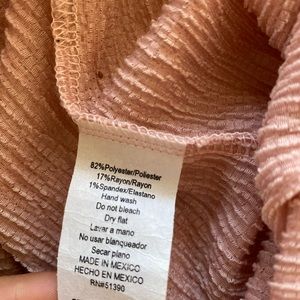 82%Polyester/Poliester
17%Rayon/Rayon
1%Spandex/Elastano
Hand wash
Do not bleach
Dry flat
Lavar a mano
No usar blanqueador
Secar plano
MADE IN MEXICO
HECHO EN MEXICO
RN#51390